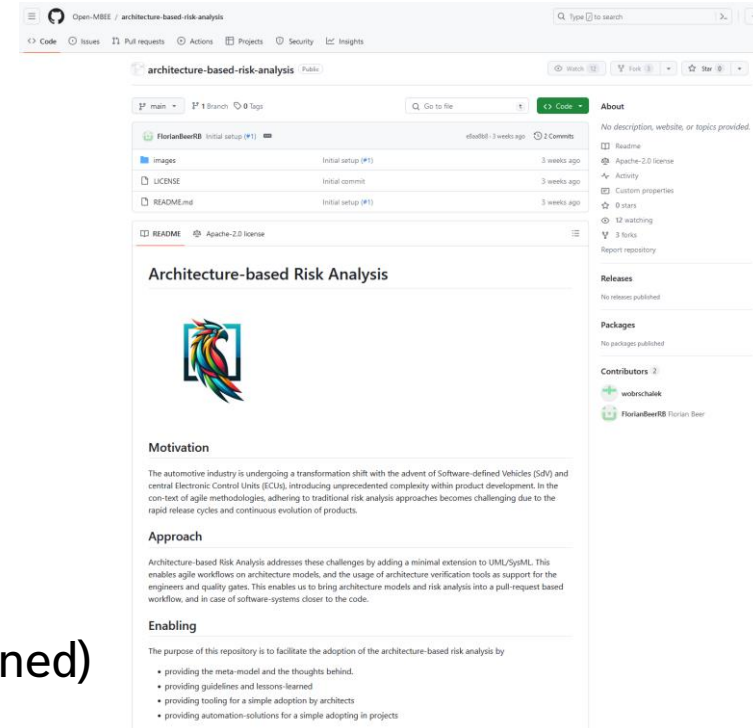 Open-MBEE / architecture-based-risk-analysis
Type / to search
Code Issues Pull requests Actions Projects Security Insights
architecture-based-risk-analysis Public
Watch 12 Fork 3 Star 0
main 1 Branch 0 Tags
Go to file t
Code
About
No description, website, or topics provided.
FlorianBeerRB Initial setup (#1)
3 weeks ago 2 Commits
Readme
images Initial setup (#1) 3 weeks ago
Apache-2.0 license
LICENSE Initial commit 3 weeks ago
Activity
Custom properties
README.md Initial setup (#1) 3 weeks ago
0 stars
12 watching
README Apache-2.0 license
3 forks
Report repository
Architecture-based Risk Analysis
Releases
No releases published
Packages
No packages published
Contributors 2
wobrschalek
FlorianBeerRB Florian Beer
Motivation
The automotive industry is undergoing a transformation shift with the advent of Software-defined Vehicles (SdV) and
central Electronic Control Units (ECUs), introducing unprecedented complexity within product development. In the
con-text of agile methodologies, adhering to traditional risk analysis approaches becomes challenging due to the
rapid release cycles and continuous evolution of products.
Approach
Architecture-based Risk Analysis addresses these challenges by adding a minimal extension to UML/SysML. This
enables agile workflows on architecture models, and the usage of architecture verification tools as support for the
engineers and quality gates. This enables us to bring architecture models and risk analysis into a pull-request based
workflow, and in case of software-systems closer to the code.
Enabling
The purpose of this repository is to facilitate the adoption of the architecture-based risk analysis by
ned)
• providing the meta-model and the thoughts behind.
• providing guidelines and lessons-learned
• providing tooling for a simple adoption by architects
• providing automation-solutions for a simple adopting in projects